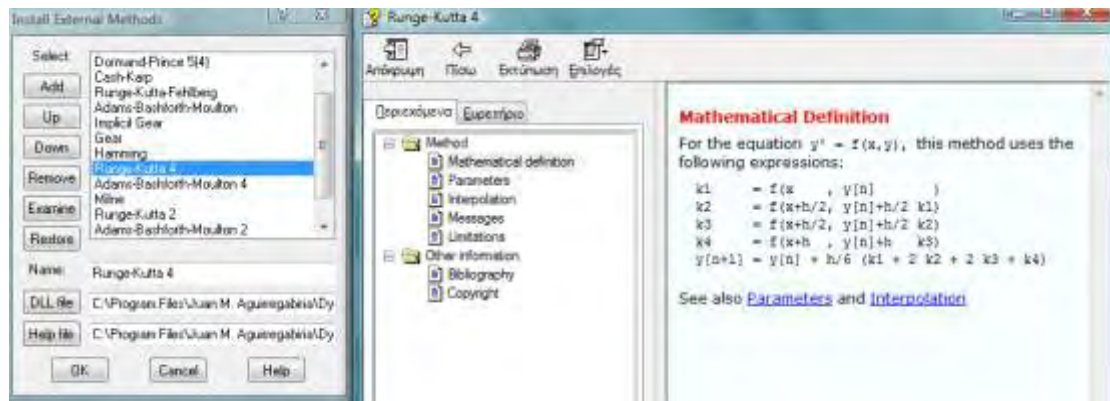 Install External Methods
Select
Add
Up
Down
Remove
Examine
Restore
Dormand-Prince 5(4)
Cash-Karp
Runge-Kutta-Fehlberg
Adams-Bashforth-Moulton
Implicit Gear
Gear
Hamming
Runge-Kutta 4
Adams-Bashforth-Moulton 4
Milne
Runge-Kutta 2
Adams-Bashforth-Moulton 2
Name: Runge-Kutta 4
DLL file C:\Program Files\Juan M. Aguirregabiria\Dy
Help file C:\Program Files\Juan M. Aguirregabiria\Dy
OK Cancel Help
Runge-Kutta 4
Απόκρυψη Πίσω Εκτύπωση Επιλογές
Περιεχόμενα Ευρετήριο
Method
Mathematical definition
Parameters
Interpolation
Messages
Limitations
Other information
Bibliography
Copyright
Mathematical Definition
For the equation y' = f(x,y), this method uses the
following expressions:
k1 = f(x , y[n] )
k2 = f(x+h/2, y[n]+h/2 k1)
k3 = f(x+h/2, y[n]+h/2 k2)
k4 = f(x+h , y[n]+h k3)
y[n+1] = y[n] + h/6 (k1 + 2 k2 + 2 k3 + k4)
See also Parameters and Interpolation